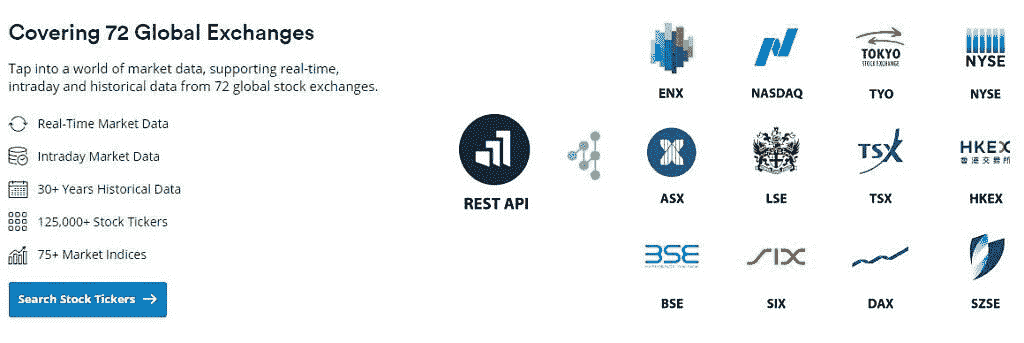 Covering 72 Global Exchanges
Tap into a world of market data, supporting real-time,
intraday and historical data from 72 global stock exchanges.
Real-Time Market Data
Intraday Market Data
30+ Years Historical Data
125,000+ Stock Tickers
75+ Market Indices
Search Stock Tickers
REST API
TOKYO
STOCK EXCHANGE
NYSE
ENX
NASDAQ
TYO
NYSE
TSX
HKEX
香港交易所
ASX
LSE
TSX
HKEX
BSE
SIX
BSE
SIX
DAX
SZSE